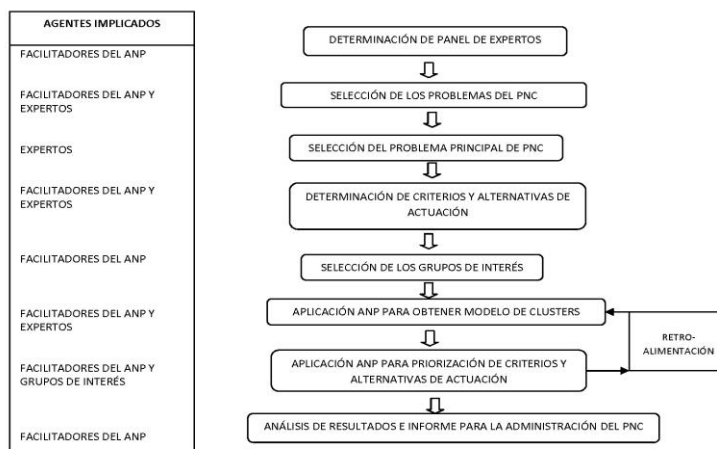 AGENTES IMPLICADOS
FACILITADORES DEL ANP
FACILITADORES DEL ANP Y
EXPERTOS
EXPERTOS
FACILITADORES DEL ANP Y
EXPERTOS
FACILITADORES DEL ANP
FACILITADORES DEL ANP Y
EXPERTOS
FACILITADORES DEL ANP Y
GRUPOS DE INTERÉS
FACILITADORES DEL ANP
DETERMINACIÓN DE PANEL DE EXPERTOS
SELECCIÓN DE LOS PROBLEMAS DEL PNC
SELECCIÓN DEL PROBLEMA PRINCIPAL DE PNC
DETERMINACIÓN DE CRITERIOS Y ALTERNATIVAS DE
ACTUACIÓN
SELECCIÓN DE LOS GRUPOS DE INTERÉS
APLICACIÓN ANP PARA OBTENER MODELO DE CLUSTERS
APLICACIÓN ANP PARA PRIORIZACIÓN DE CRITERIOS Y
ALTERNATIVAS DE ACTUACIÓN
ANÁLISIS DE RESULTADOS E INFORME PARA LA ADMINISTRACIÓN DEL PNC
RETRO-
ALIMENTACIÓN